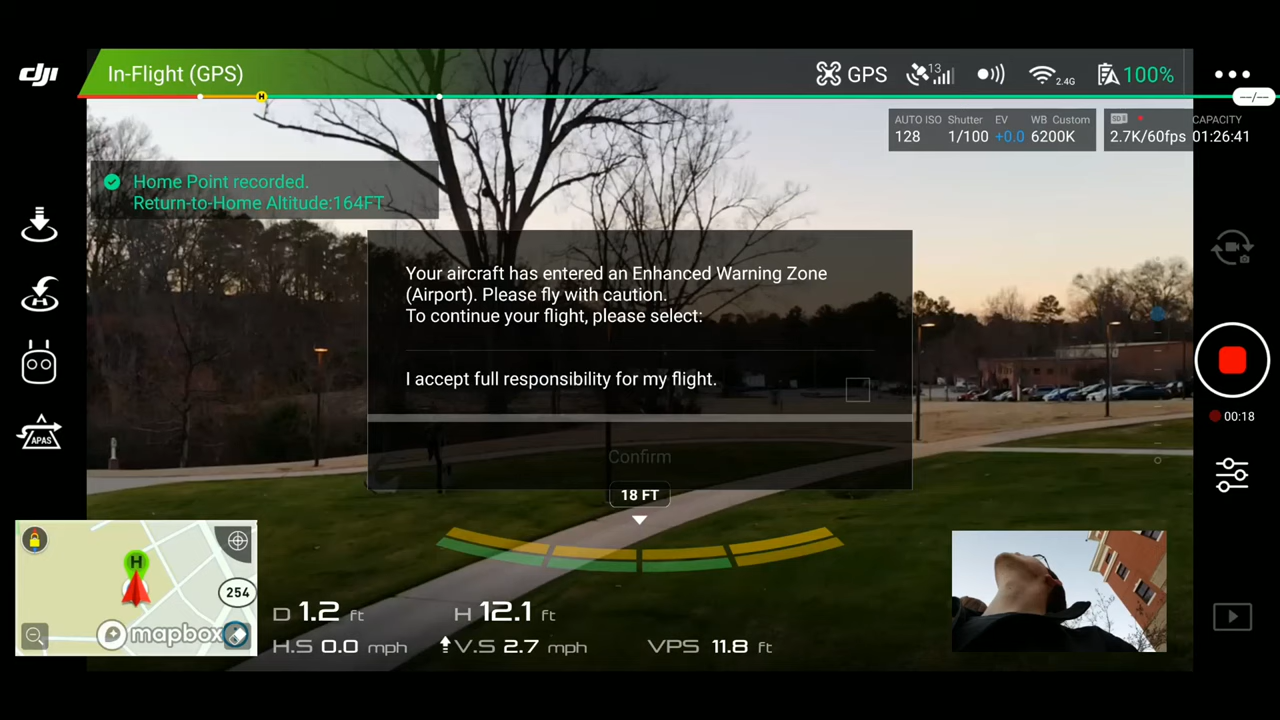 dji
In-Flight (GPS)
GPS
13
2.4G
100%
--/--
AUTO ISO Shutter EV WB Custom
128 1/100 +0.0 6200K
SD
CAPACITY
2.7K/60fps 01:26:41
Home Point recorded.
Return-to-Home Altitude:164FT
Your aircraft has entered an Enhanced Warning Zone
(Airport). Please fly with caution.
To continue your flight, please select:
I accept full responsibility for my flight.
Confirm
00:18
APAS
18 FT
H
254
mapbox
D 1.2 ft
H 12.1 ft
H.S 0.0 mph
V.S 2.7 mph
VPS 11.8 ft